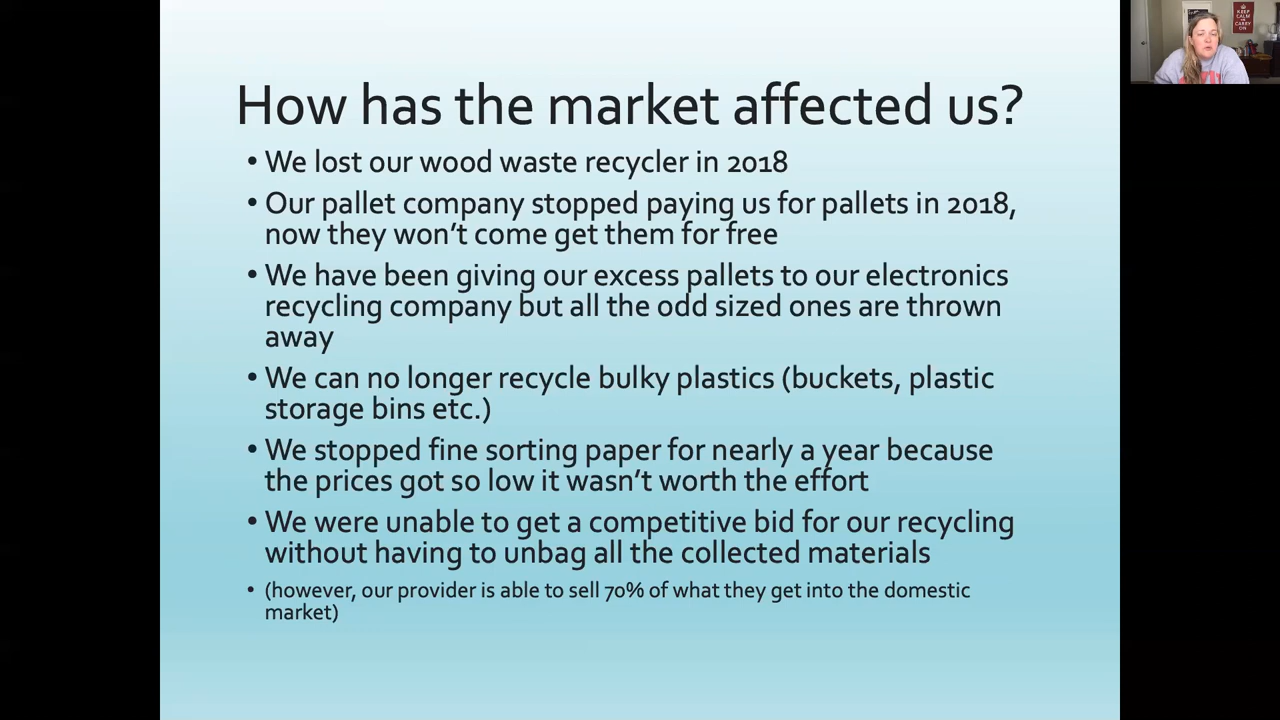 How has the market affected us?
• We lost our wood waste recycler in 2018
• Our pallet company stopped paying us for pallets in 2018,
now they won't come get them for free
• We have been giving our excess pallets to our electronics
recycling company but all the odd sized ones are thrown
away
• We can no longer recycle bulky plastics (buckets, plastic
storage bins etc.)
• We stopped fine sorting paper for nearly a year because
the prices got so low it wasn't worth the effort
• We were unable to get a competitive bid for our recycling
without having to unbag all the collected materials
• (however, our provider is able to sell 70% of what they get into the domestic
market)
KEEP
CALM
AND
CARRY
ON